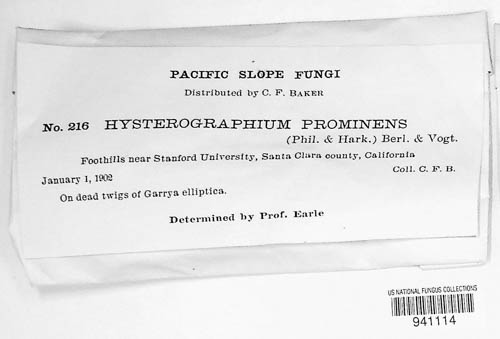 PACIFIC SLOPE FUNGI
Distributed by C. F. BAKER
No. 216 HYSTEROGRAPHIUM PROMINENS
(Phil. & Hark.) Berl. & Vogt.
Foothills near Stanford University, Santa Clara county, California
January 1, 1902 Coll. C. F. B.
On dead twigs of Garrya elliptica.
Determined by Prof. Earle
US NATIONAL FUNGUS COLLECTIONS
941114